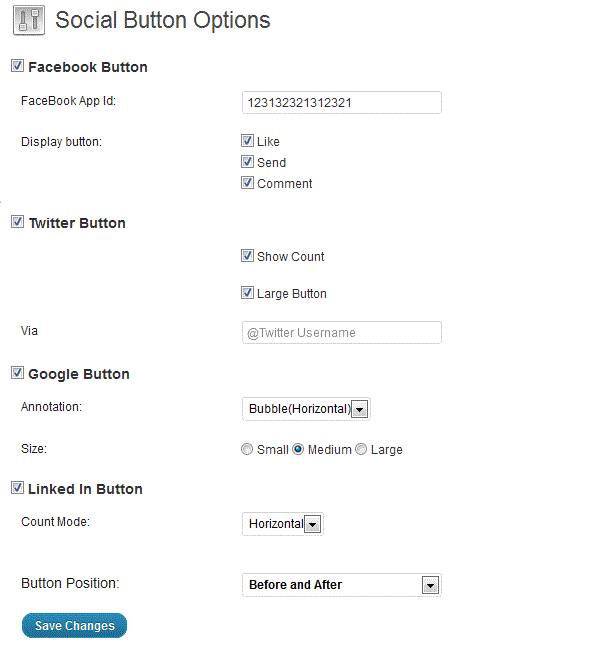 Social Button Options
Facebook Button
FaceBook App Id: 123132321312321
Display button: Like
Send
Comment
Twitter Button
Show Count
Large Button
Via @Twitter Username
Google Button
Annotation: Bubble(Horizontal)
Size: Small Medium Large
Linked In Button
Count Mode: Horizontal
Button Position: Before and After
Save Changes